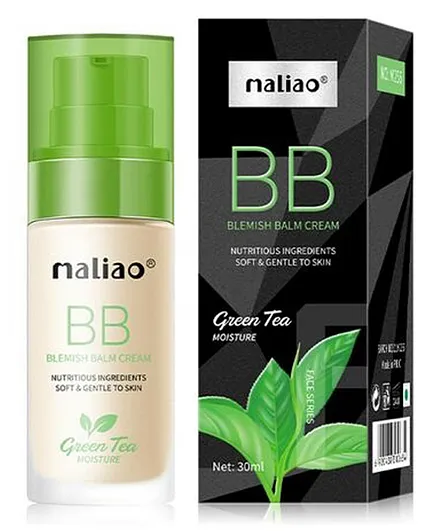 maliao®
BB
BLEMISH BALM CREAM
NUTRITIOUS INGREDIENTS
SOFT & GENTLE TO SKIN
Green Tea
MOISTURE
maliao®
BB
BLEMISH BALM CREAM
NUTRITIOUS INGREDIENTS
SOFT & GENTLE TO SKIN
Green Tea
MOISTURE
FACE SERIES
Net: 30ml